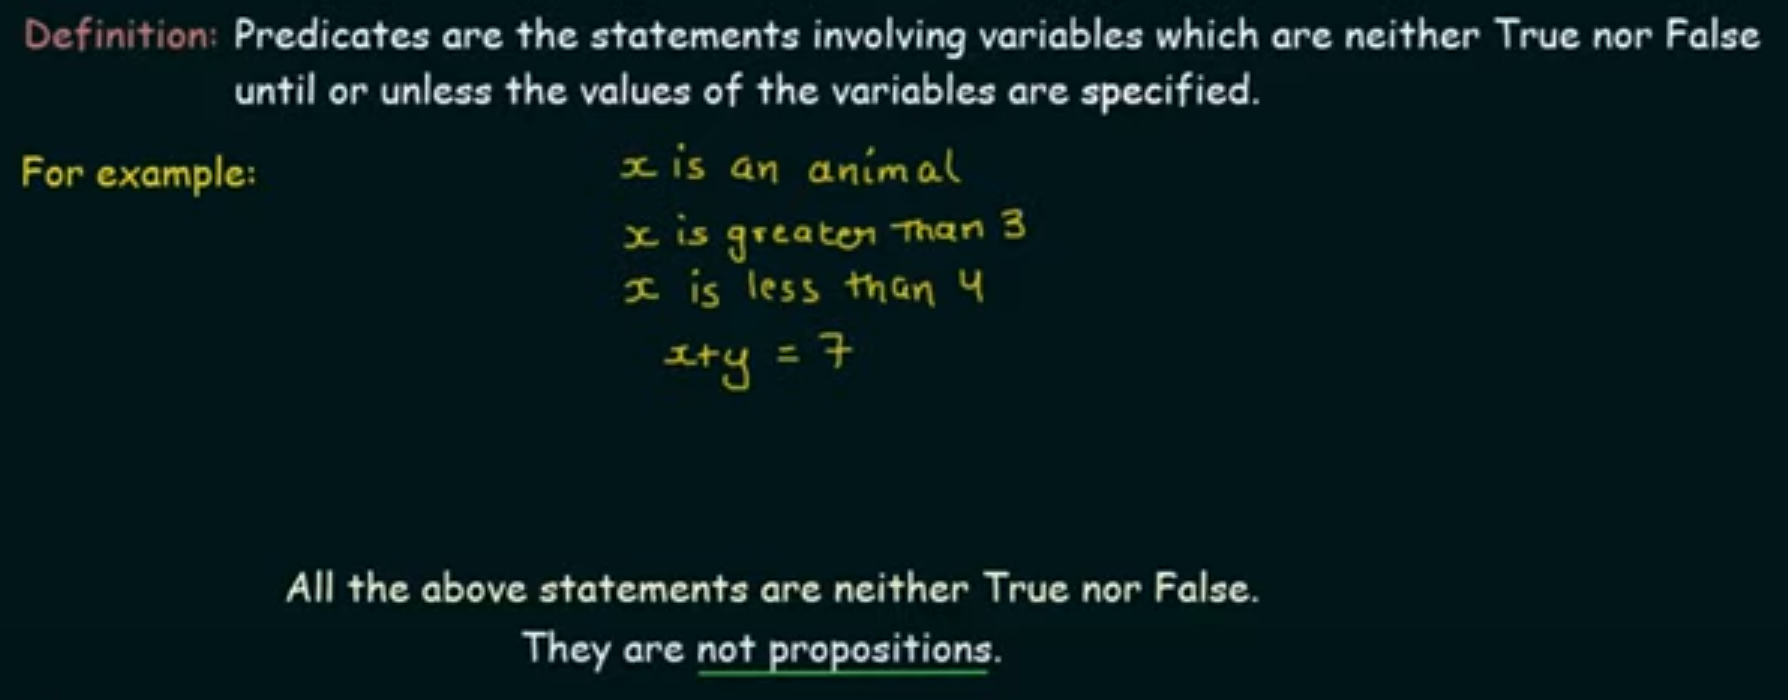 Definition: Predicates are the statements involving variables which are neither True nor False
until or unless the values of the variables are specified.
For example: x is an animal
x is greater than 3
x is less than 4
x+y = 7
All the above statements are neither True nor False.
They are not propositions.